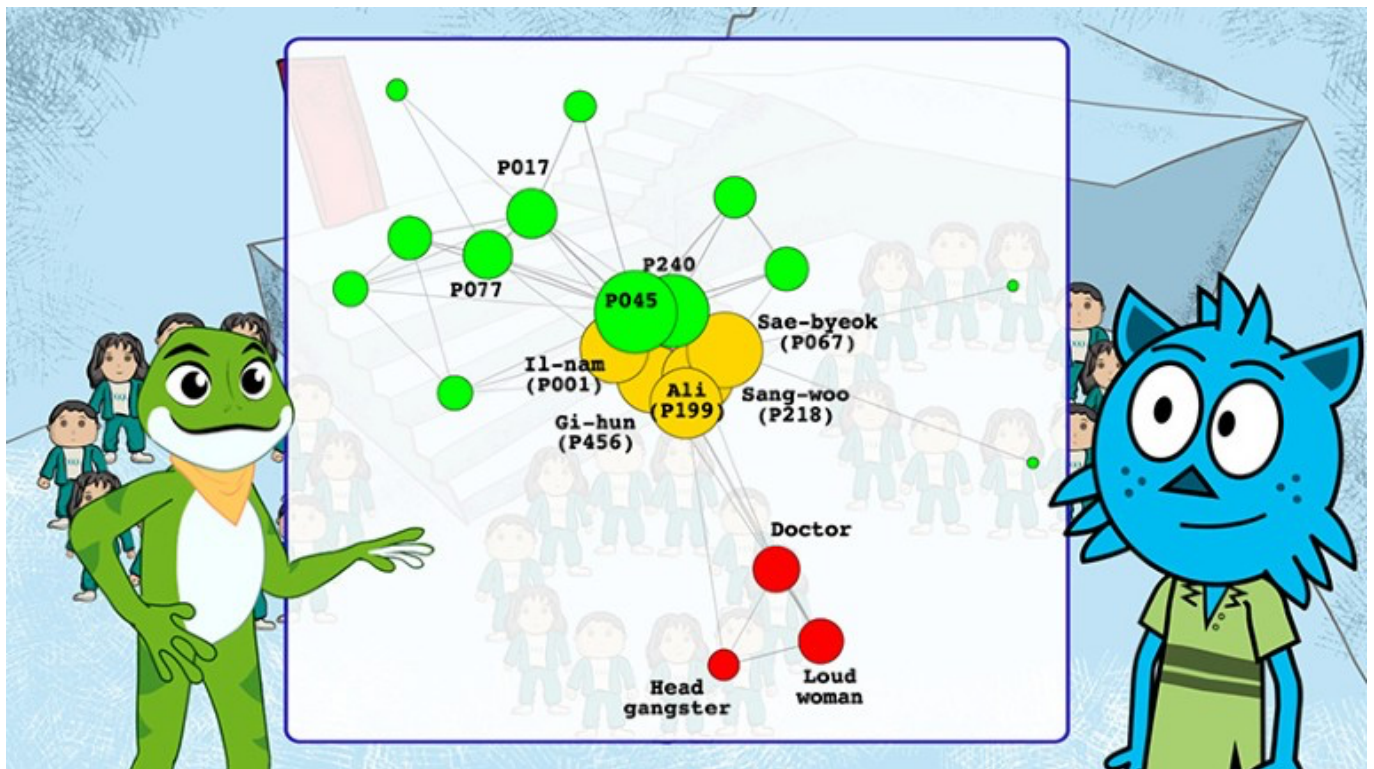 P017
P240
P077
P045
Sae-byeok
(P067)
Il-nam
(P001)
Ali
(P199)
Sang-woo
(P218)
Gi-hun
(P456)
Doctor
Loud
woman
Head
gangster